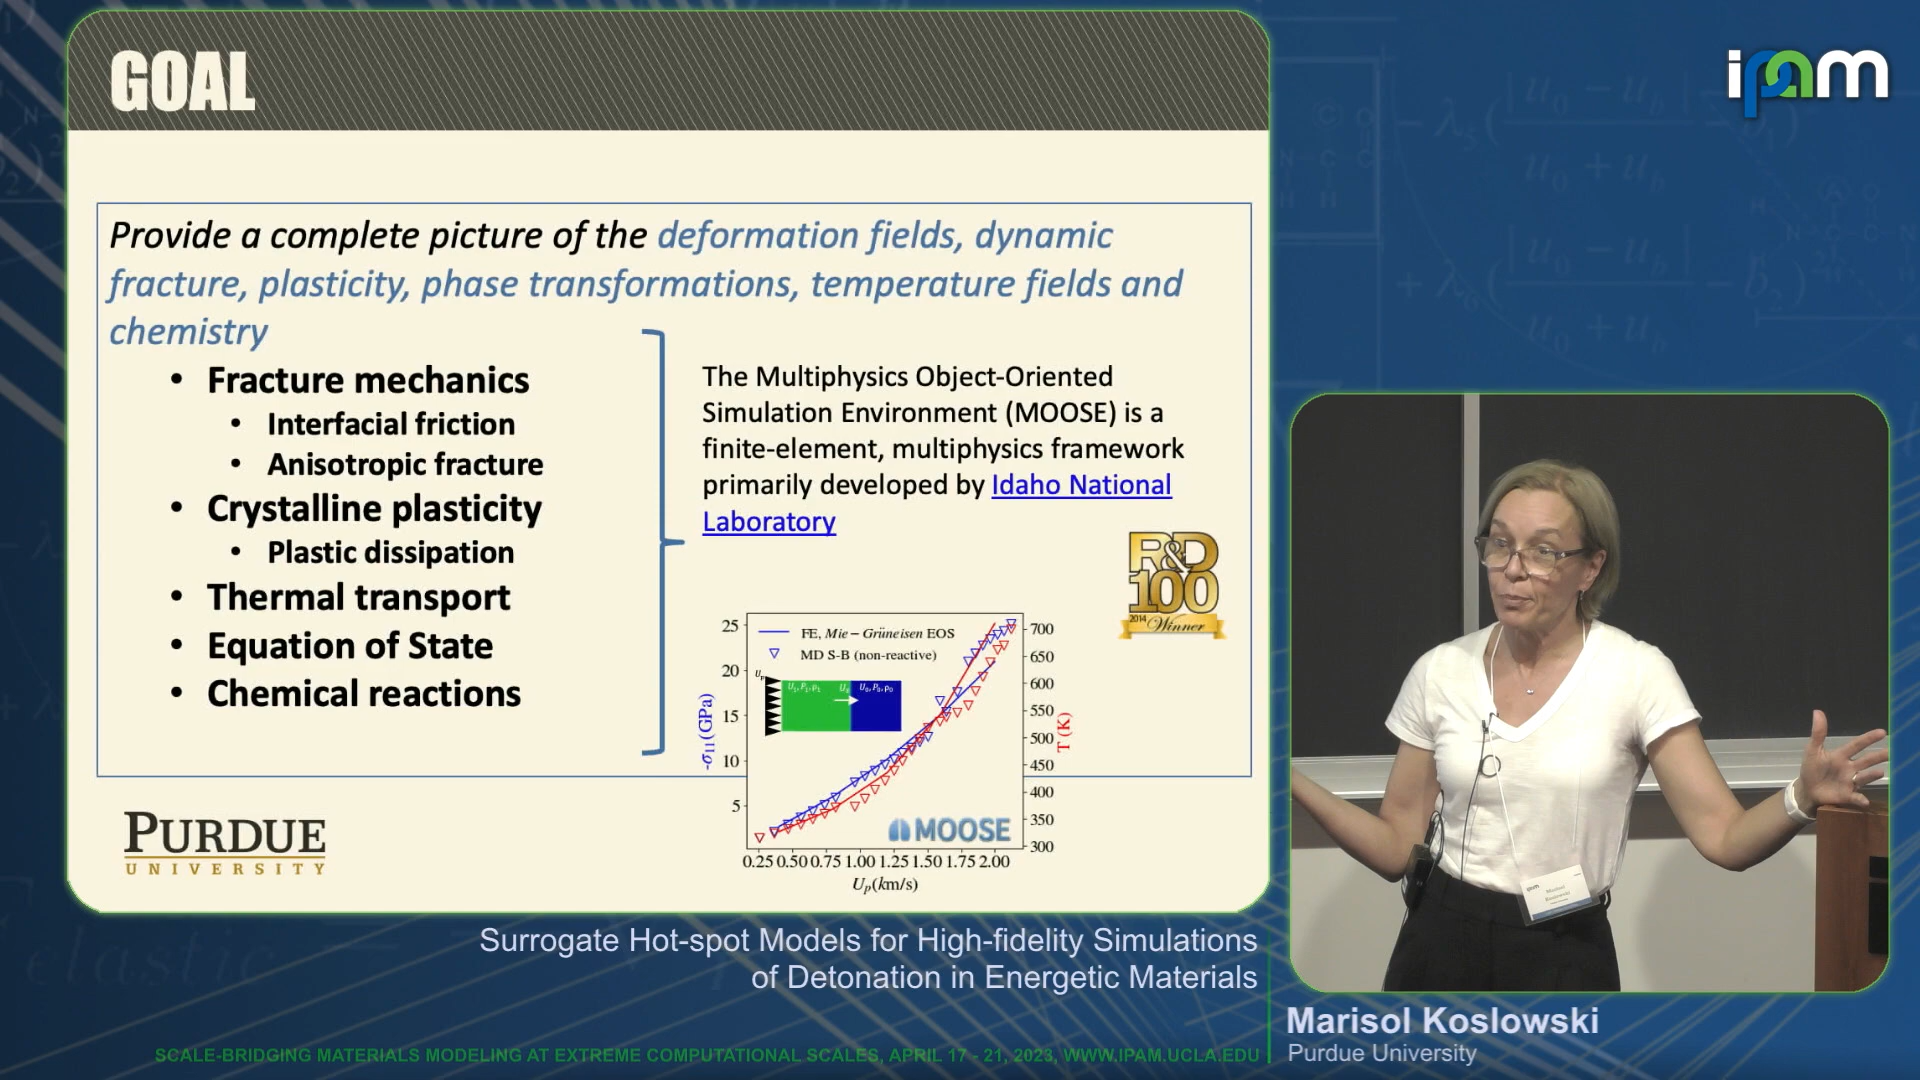 GOAL
Provide a complete picture of the deformation fields, dynamic
fracture, plasticity, phase transformations, temperature fields and
chemistry
• Fracture mechanics
• Interfacial friction
• Anisotropic fracture
• Crystalline plasticity
• Plastic dissipation
• Thermal transport
• Equation of State
• Chemical reactions
The Multiphysics Object-Oriented
Simulation Environment (MOOSE) is a
finite-element, multiphysics framework
primarily developed by Idaho National
Laboratory
R&D
100
2014 Winner
FE, Mie – Grüneisen EOS
MD S-B (non-reactive)
U₁, P₁, ρ₁
U₀, P₀, ρ₀
-σ₁₁(GPa)
25
20
15
10
5
T (K)
700
650
600
550
500
450
400
350
300
MOOSE
0.25 0.50 0.75 1.00 1.25 1.50 1.75 2.00
Uₚ(km/s)
PURDUE
UNIVERSITY
ipam
Surrogate Hot-spot Models for High-fidelity Simulations
of Detonation in Energetic Materials
Marisol Koslowski
Purdue University
SCALE-BRIDGING MATERIALS MODELING AT EXTREME COMPUTATIONAL SCALES, APRIL 17 - 21, 2023, WWW.IPAM.UCLA.EDU
elastic